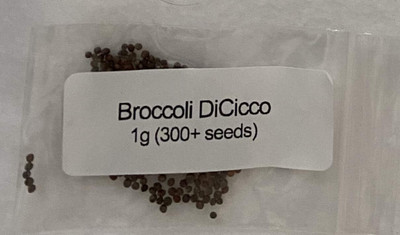 Broccoli DiCicco
1g (300+ seeds)